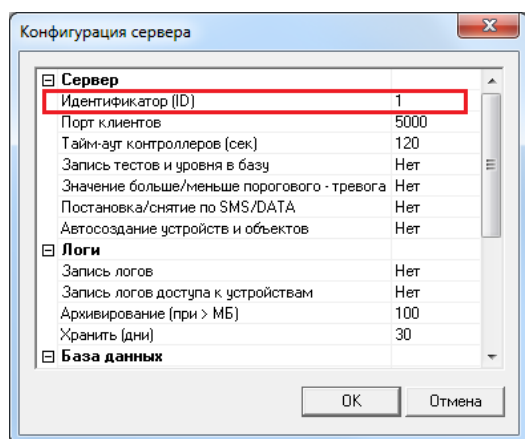 Конфигурация сервера
Сервер
Идентификатор (ID) 1
Порт клиентов 5000
Тайм-аут контроллеров (сек) 120
Запись тестов и уровня в базу Нет
Значение больше/меньше порогового - тревога Нет
Постановка/снятие по SMS/DATA Нет
Автосоздание устройств и объектов Нет
Логи
Запись логов Нет
Запись логов доступа к устройствам Нет
Архивирование (при > МБ) 100
Хранить (дни) 30
База данных
OK Отмена